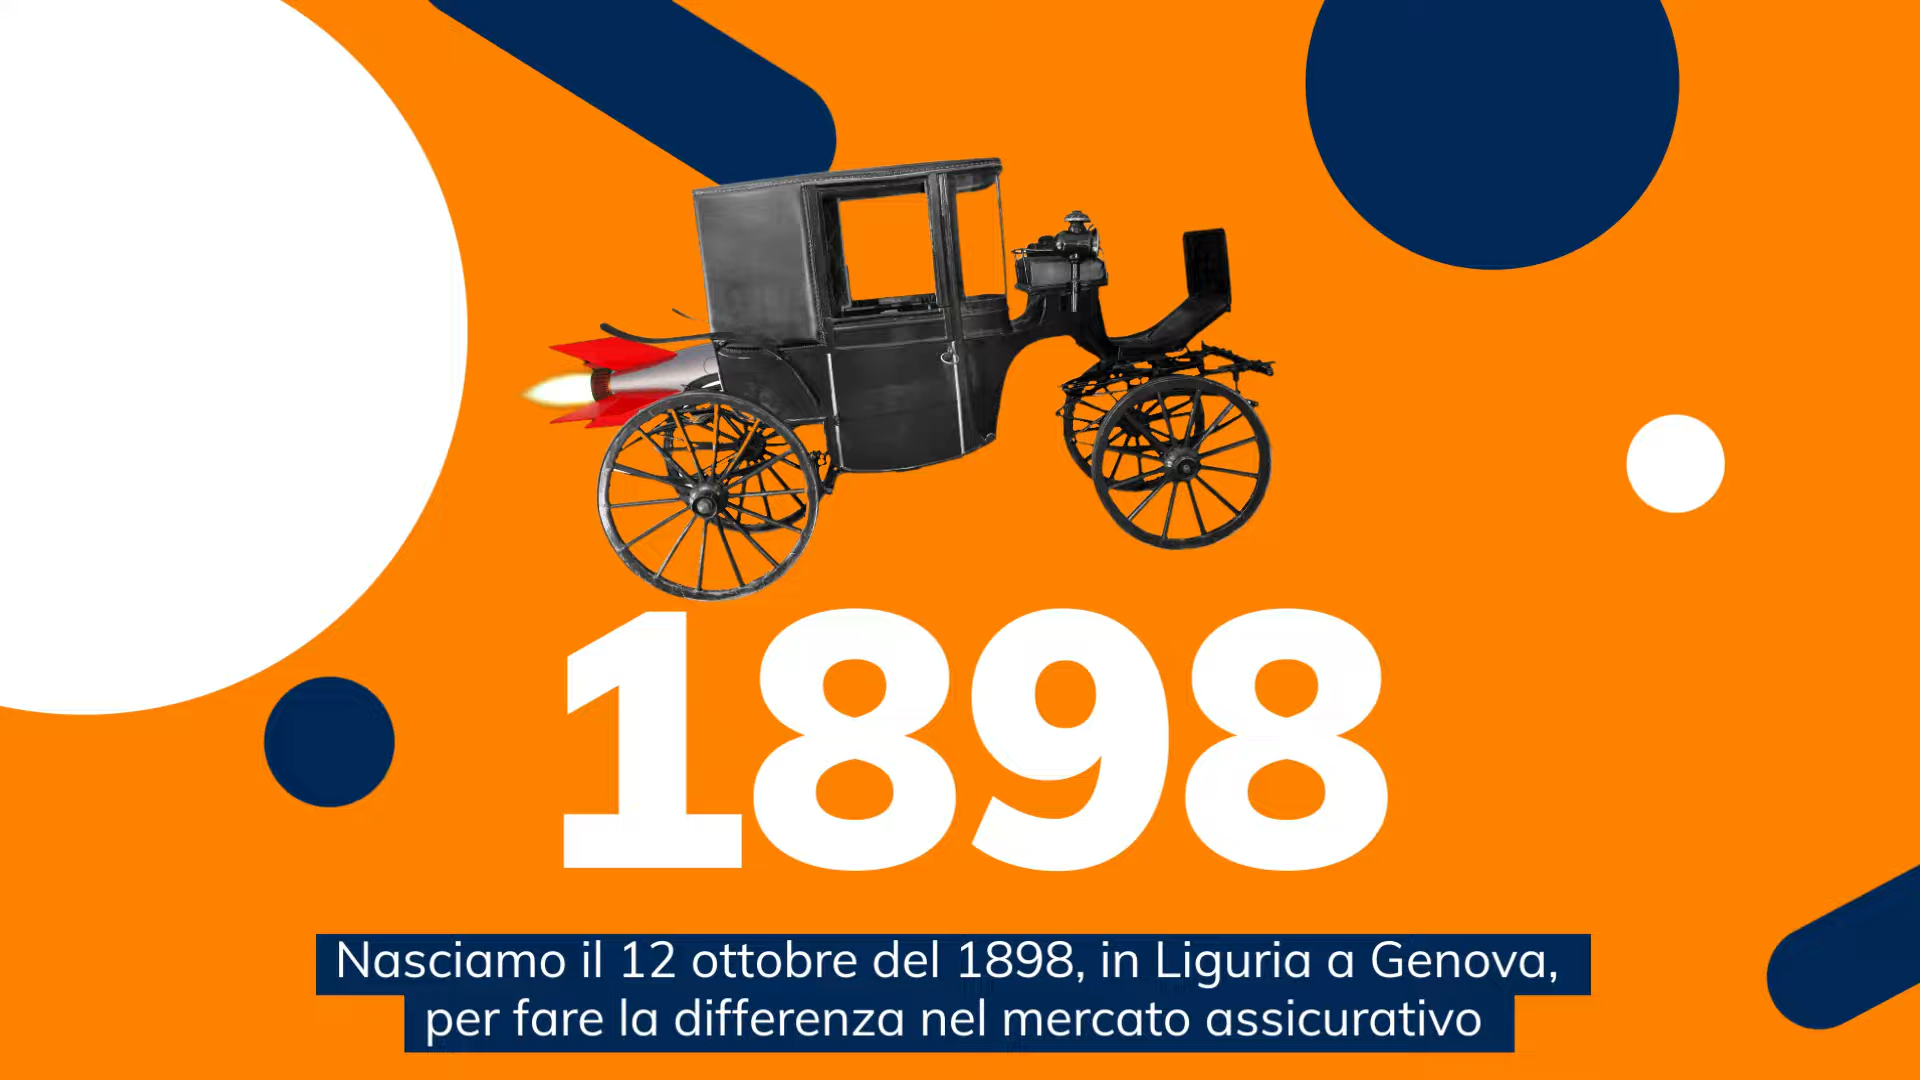 1898
Nasciamo il 12 ottobre del 1898, in Liguria a Genova,
per fare la differenza nel mercato assicurativo